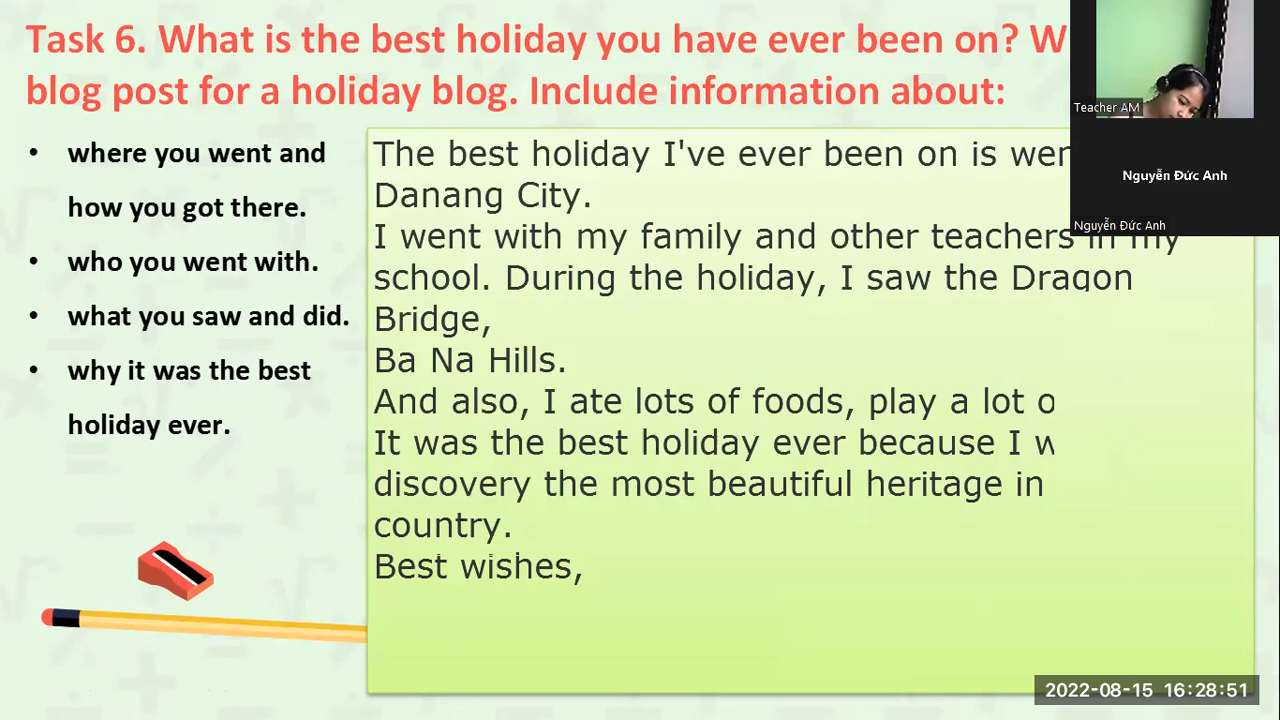 Task 6. What is the best holiday you have ever been on?
blog post for a holiday blog. Include information about:
• where you went and
how you got there.
• who you went with.
• what you saw and did.
• why it was the best
holiday ever.
The best holiday I've ever been on is
Danang City.
I went with my family and other teachers in my
school. During the holiday, I saw the Dragon
Bridge,
Ba Na Hills.
And also, I ate lots of foods, play a lot
It was the best holiday ever because I
discovery the most beautiful heritage in
country.
Best wishes,
Teacher AM
Nguyễn Đức Anh
Nguyễn Đức Anh
2022-08-15 16:28:51